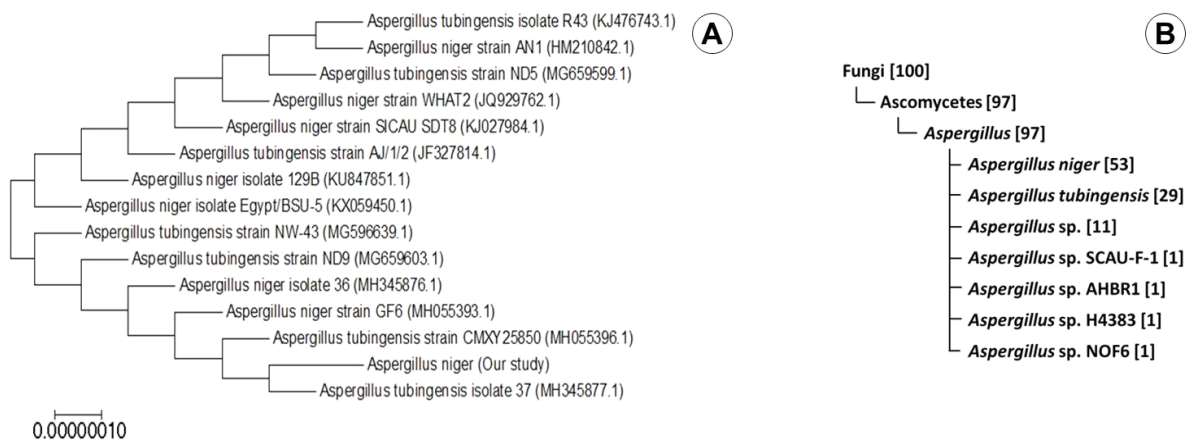 A
Aspergillus tubingensis isolate R43 (KJ476743.1)
Aspergillus niger strain AN1 (HM210842.1)
Aspergillus tubingensis strain ND5 (MG659599.1)
Aspergillus niger strain WHAT2 (JQ929762.1)
Aspergillus niger strain SICAU SDT8 (KJ027984.1)
Aspergillus tubingensis strain AJ/1/2 (JF327814.1)
Aspergillus niger isolate 129B (KU847851.1)
Aspergillus niger isolate Egypt/BSU-5 (KX059450.1)
Aspergillus tubingensis strain NW-43 (MG596639.1)
Aspergillus tubingensis strain ND9 (MG659603.1)
Aspergillus niger isolate 36 (MH345876.1)
Aspergillus niger strain GF6 (MH055393.1)
Aspergillus tubingensis strain CMXY25850 (MH055396.1)
Aspergillus niger (Our study)
Aspergillus tubingensis isolate 37 (MH345877.1)
0.00000010
B
Fungi [100]
Ascomycetes [97]
Aspergillus [97]
Aspergillus niger [53]
Aspergillus tubingensis [29]
Aspergillus sp. [11]
Aspergillus sp. SCAU-F-1 [1]
Aspergillus sp. AHBR1 [1]
Aspergillus sp. H4383 [1]
Aspergillus sp. NOF6 [1]